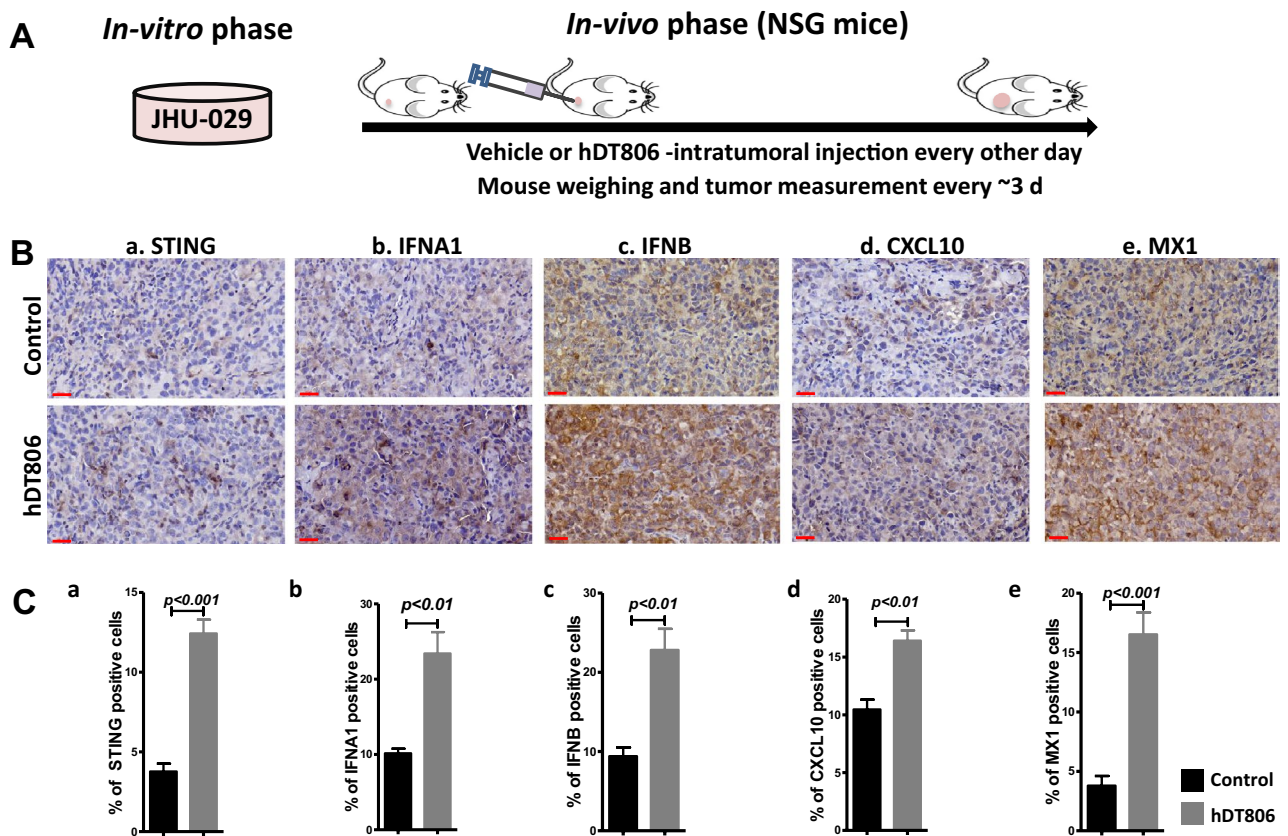 A
In-vitro phase
In-vivo phase (NSG mice)
JHU-029
Vehicle or hDT806 -intratumoral injection every other day
Mouse weighing and tumor measurement every ~3 d
B
a. STING
b. IFNA1
c. IFNB
d. CXCL10
e. MX1
Control
hDT806
C
a
% of STING positive cells
15
10
5
0
p<0.001
b
% of IFNA1 positive cells
30
20
10
0
p<0.01
c
% of IFNB positive cells
30
20
10
0
p<0.01
d
% of CXCL10 positive cells
20
15
10
5
0
p<0.01
e
% of MX1 positive cells
20
15
10
5
0
p<0.001
Control
hDT806